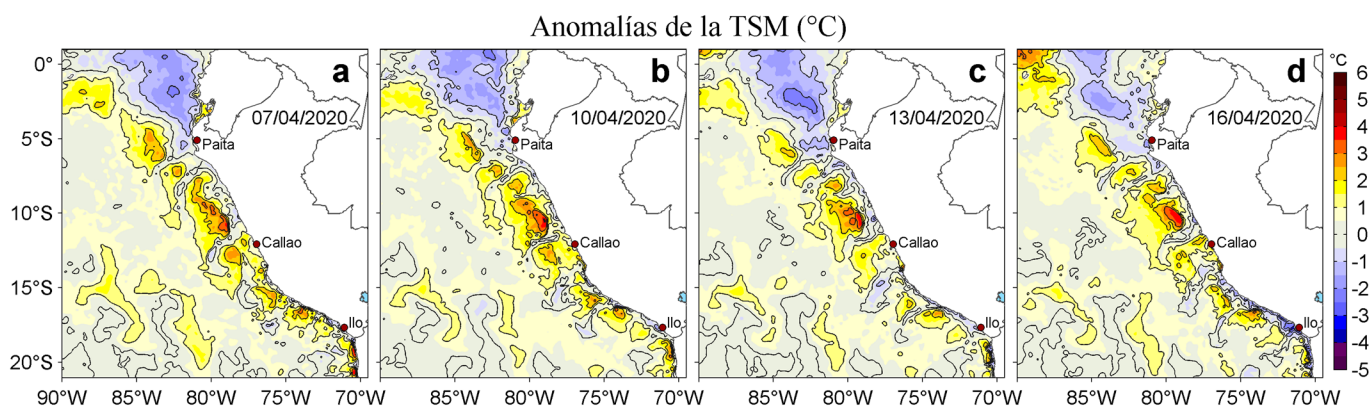 Anomalías de la TSM (°C)
a
b
c
d
07/04/2020
10/04/2020
13/04/2020
16/04/2020
Paita
Callao
Ilo
Paita
Callao
Ilo
Paita
Callao
Ilo
Paita
Callao
Ilo
0°
5°S
10°S
15°S
20°S
90°W 85°W 80°W 75°W 70°W
85°W 80°W 75°W 70°W
85°W 80°W 75°W 70°W
85°W 80°W 75°W 70°W
°C
6
5
4
3
2
1
0
-1
-2
-3
-4
-5